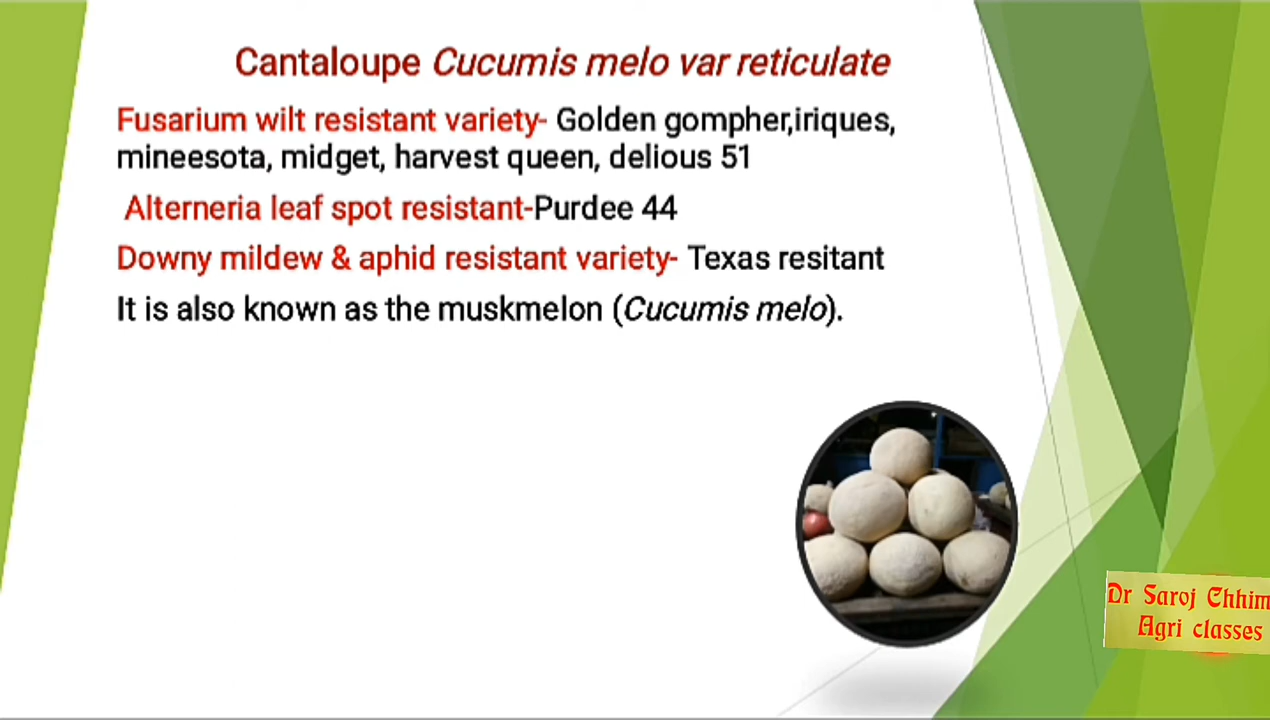 Cantaloupe Cucumis melo var reticulate
Fusarium wilt resistant variety- Golden gompher,iriques,
mineesota, midget, harvest queen, delious 51
Alterneria leaf spot resistant-Purdee 44
Downy mildew & aphid resistant variety- Texas resitant
It is also known as the muskmelon (Cucumis melo).
Dr Saroj Chhim
Agri classes